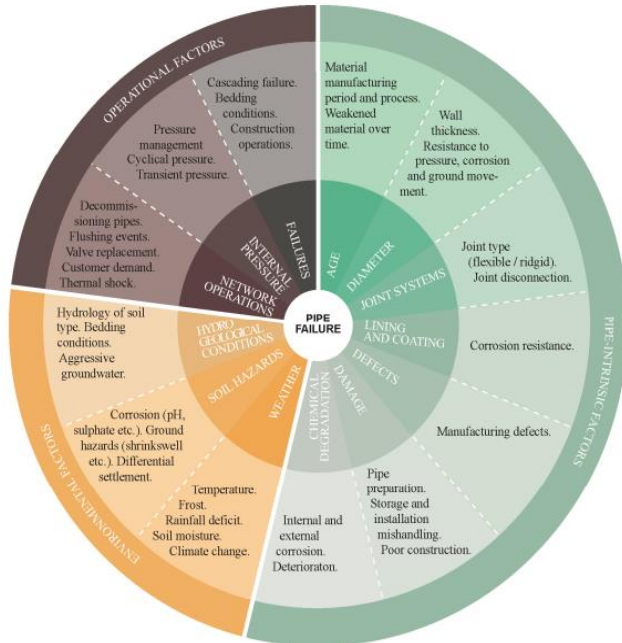 PIPE
FAILURE
OPERATIONAL FACTORS
FAILURES
Cascading failure.
Bedding
conditions.
Construction
operations.
INTERNAL
PRESSURE
Pressure
management
Cyclical pressure.
Transient pressure.
NETWORK
OPERATIONS
Decommis-
sioning pipes.
Flushing events.
Valve replacement.
Customer demand.
Thermal shock.
PIPE-INTRINSIC FACTORS
AGE
Material
manufacturing
period and process.
Weakened
material over
time.
DIAMETER
Wall
thickness.
Resistance to
pressure, corrosion
and ground move-
ment.
JOINT SYSTEMS
Joint type
(flexible / ridgid).
Joint disconnection.
LINING
AND COATING
Corrosion resistance.
DEFECTS
Manufacturing defects.
DAMAGE
Pipe
preparation.
Storage and
installation
mishandling.
Poor construction.
CHEMICAL
DEGRADATION
Internal and
external
corrosion.
Deterioraton.
ENVIRONMENTAL FACTORS
WEATHER
Temperature.
Frost.
Rainfall deficit.
Soil moisture.
Climate change.
SOIL HAZARDS
Corrosion (pH,
sulphate etc.). Ground
hazards (shrinkswell
etc.). Differential
settlement.
HYDRO
GEOLOGICAL
CONDITIONS
Hydrology of soil
type. Bedding
conditions.
Aggressive
groundwater.